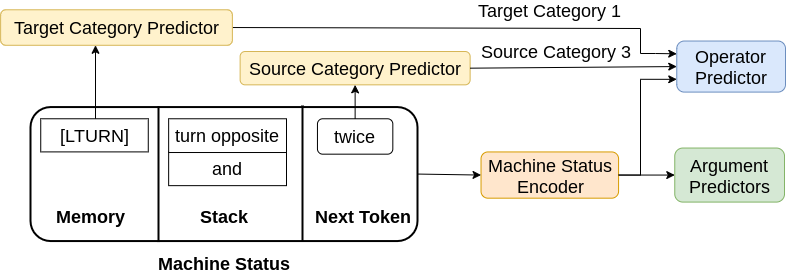 Target Category Predictor
Target Category 1
Source Category Predictor
Source Category 3
Operator
Predictor
[LTURN]
turn opposite
and
twice
Memory
Stack
Next Token
Machine Status
Encoder
Argument
Predictors
Machine Status